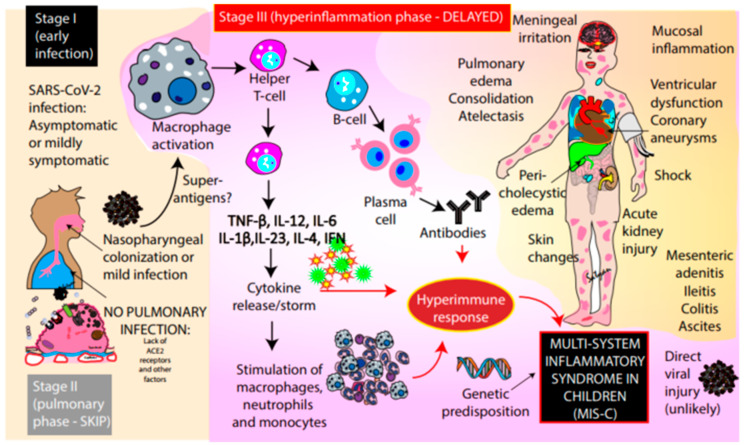 Stage I
(early
infection)
Stage III (hyperinflammation phase - DELAYED)
SARS-CoV-2
infection:
Asymptomatic
or mildly
symptomatic
Macrophage
activation
Super-
antigens?
Nasopharyngeal
colonization or
mild infection
NO PULMONARY
INFECTION:
Lack of
ACE2
receptors
and other
factors
Stage II
(pulmonary
phase - SKIP)
Helper
T-cell
B-cell
Plasma
cell
Antibodies
TNF-β, IL-12, IL-6
IL-1β,IL-23, IL-4, IFN
Cytokine
release/storm
Hyperimmune
response
Stimulation of
macrophages,
neutrophils
and monocytes
Genetic
predisposition
MULTI-SYSTEM
INFLAMMATORY
SYNDROME IN
CHILDREN
(MIS-C)
Direct
viral
injury
(unlikely)
Meningeal
irritation
Mucosal
inflammation
Pulmonary
edema
Consolidation
Atelectasis
Ventricular
dysfunction
Coronary
aneurysms
Peri-
cholecystic
edema
Shock
Acute
kidney
injury
Skin
changes
Mesenteric
adenitis
Ileitis
Colitis
Ascites